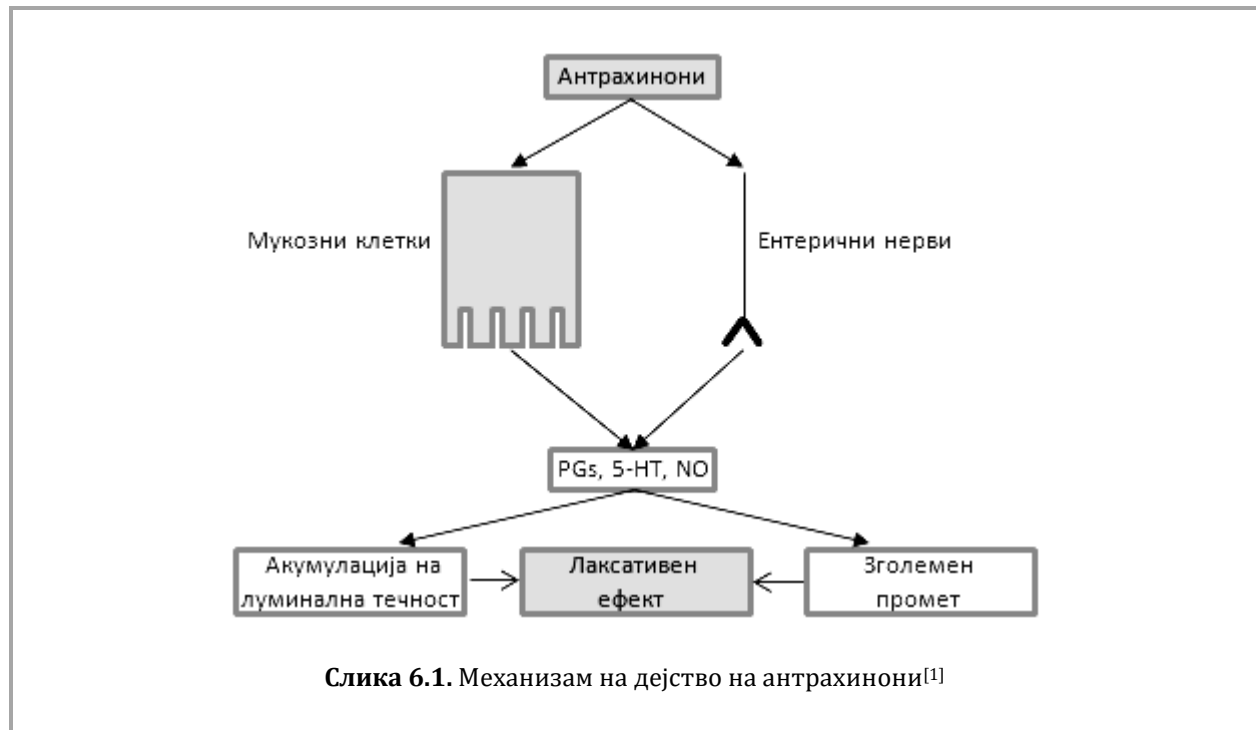 Антрахинони
Мукозни клетки
Ентерични нерви
PGs, 5-HT, NO
Акумулација на
луминална течност
Лаксативен
ефект
Зголемен
промет
Слика 6.1. Механизам на дејство на антрахинони[1]